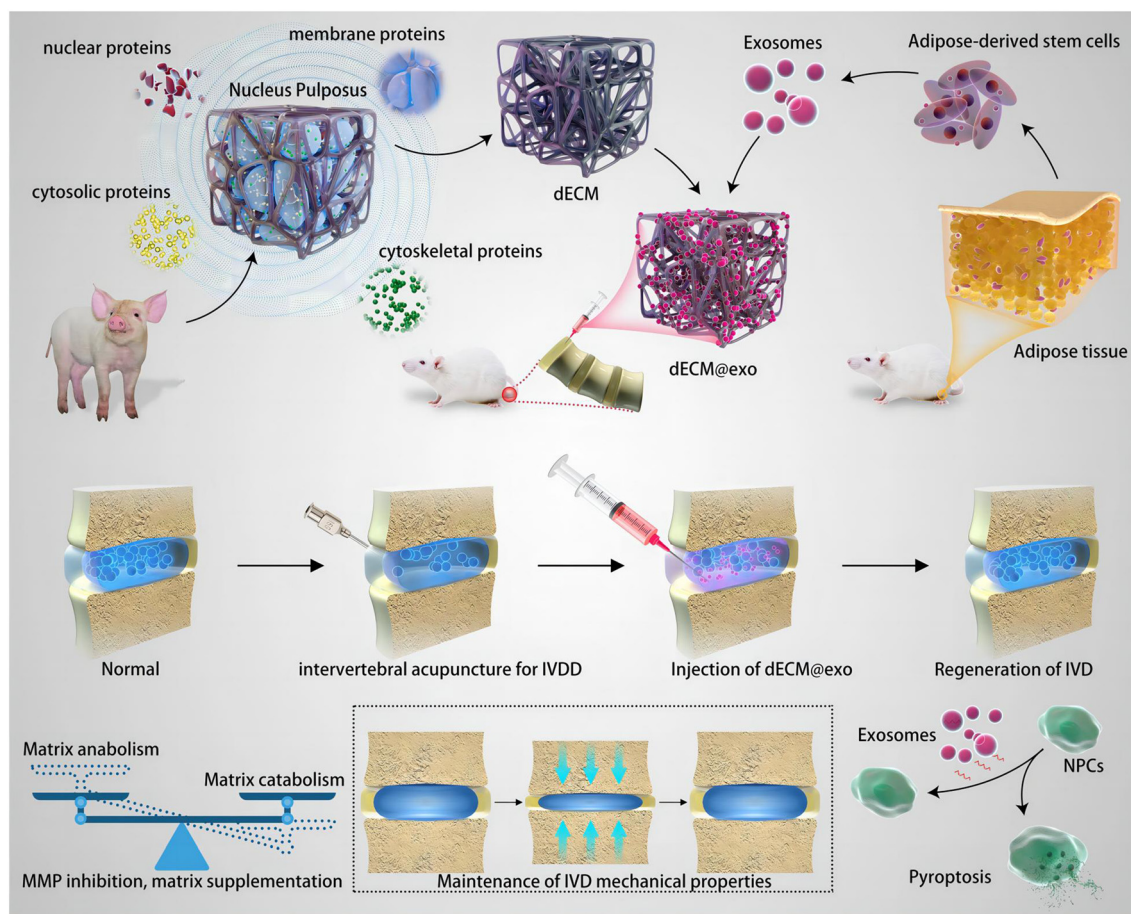 nuclear proteins
membrane proteins
Nucleus Pulposus
cytosolic proteins
cytoskeletal proteins
dECM
Exosomes
Adipose-derived stem cells
dECM@exo
Adipose tissue
Normal
intervertebral acupuncture for IVDD
Injection of dECM@exo
Regeneration of IVD
Matrix anabolism
Matrix catabolism
MMP inhibition, matrix supplementation
Maintenance of IVD mechanical properties
Exosomes
NPCs
Pyroptosis